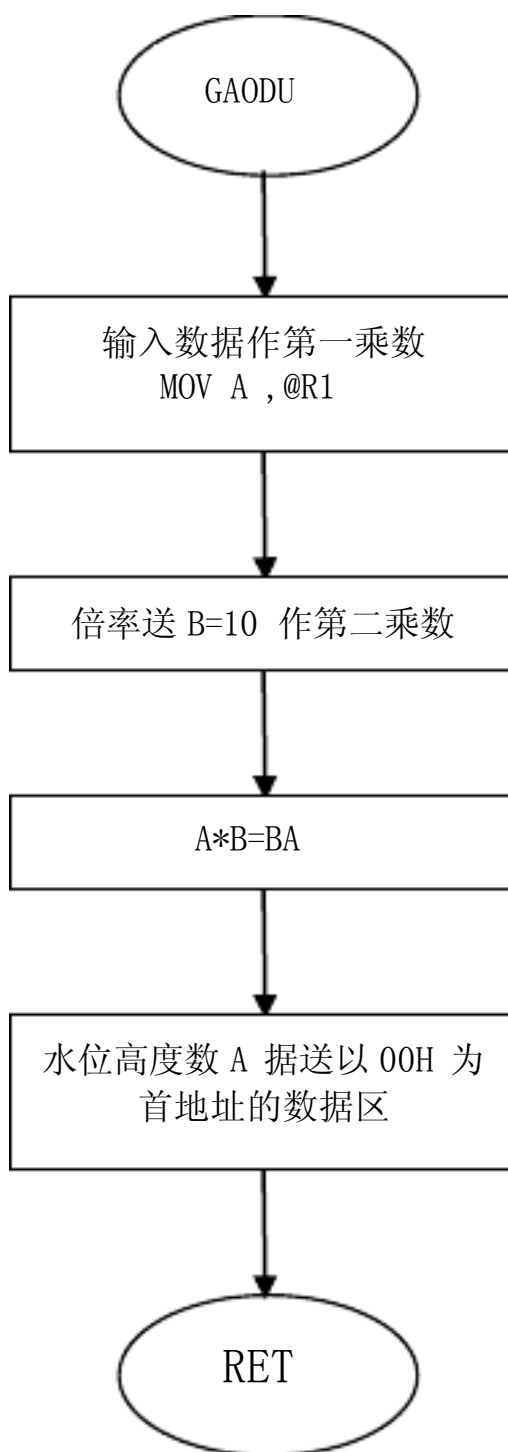 GAODU
输入数据作第一乘数
MOV A ,@R1
倍率送 B=10 作第二乘数
A*B=BA
水位高度数 A 据送以 00H 为
首地址的数据区
RET